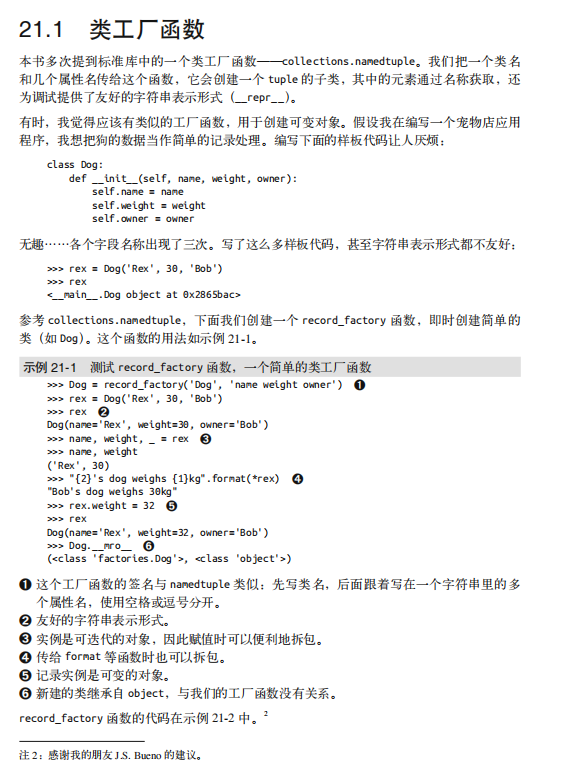 21.1 类工厂函数
本书多次提到标准库中的一个类工厂函数——collections.namedtuple。我们把一个类名
和几个属性名传给这个函数，它会创建一个 tuple 的子类，其中的元素通过名称获取，还
为调试提供了友好的字符串表示形式（__repr__）。
有时，我觉得应该有类似的工厂函数，用于创建可变对象。假设我在编写一个宠物店应用
程序，我想把狗的数据当作简单的记录处理。编写下面的样板代码让人厌烦：
class Dog:
    def __init__(self, name, weight, owner):
        self.name = name
        self.weight = weight
        self.owner = owner
无趣……各个字段名称出现了三次。写了这么多样板代码，甚至字符串表示形式都不友好：
>>> rex = Dog('Rex', 30, 'Bob')
>>> rex
<__main__.Dog object at 0x2865bac>
参考 collections.namedtuple，下面我们创建一个 record_factory 函数，即时创建简单的
类（如 Dog）。这个函数的用法如示例 21-1。
示例 21-1 测试 record_factory 函数，一个简单的类工厂函数
>>> Dog = record_factory('Dog', 'name weight owner') ❶
>>> rex = Dog('Rex', 30, 'Bob')
>>> rex ❷
Dog(name='Rex', weight=30, owner='Bob')
>>> name, weight, _ = rex ❸
>>> name, weight
('Rex', 30)
>>> "{2}'s dog weighs {1}kg".format(*rex) ❹
"Bob's dog weighs 30kg"
>>> rex.weight = 32 ❺
>>> rex
Dog(name='Rex', weight=32, owner='Bob')
>>> Dog.__mro__ ❻
(<class 'factories.Dog'>, <class 'object'>)
❶ 这个工厂函数的签名与 namedtuple 类似：先写类名，后面跟着写在一个字符串里的多
个属性名，使用空格或逗号分开。
❷ 友好的字符串表示形式。
❸ 实例是可迭代的对象，因此赋值时可以便利地拆包。
❹ 传给 format 等函数时也可以拆包。
❺ 记录实例是可变的对象。
❻ 新建的类继承自 object，与我们的工厂函数没有关系。
record_factory 函数的代码在示例 21-2 中。2
注 2：感谢我的朋友 J.S. Bueno 的建议。